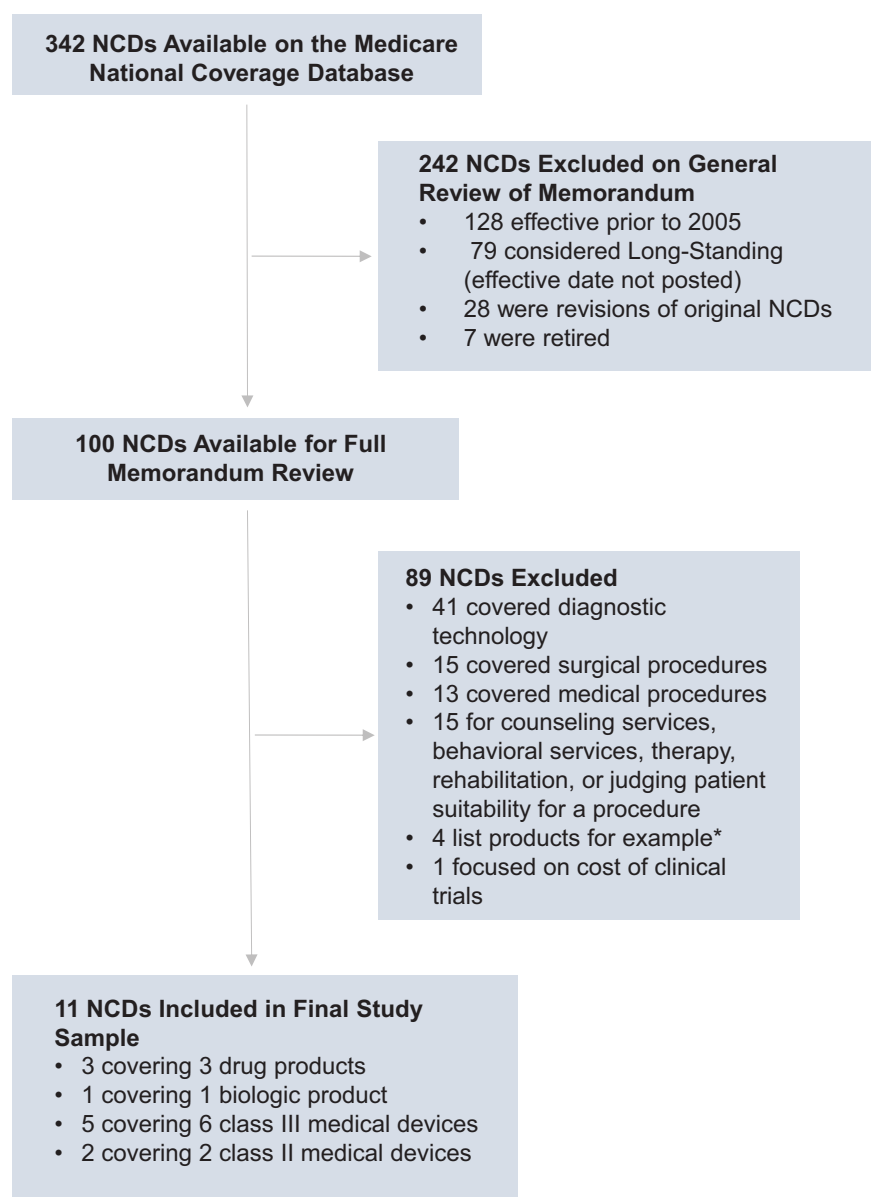 342 NCDs Available on the Medicare
National Coverage Database
242 NCDs Excluded on General
Review of Memorandum
• 128 effective prior to 2005
• 79 considered Long-Standing
(effective date not posted)
• 28 were revisions of original NCDs
• 7 were retired
100 NCDs Available for Full
Memorandum Review
89 NCDs Excluded
• 41 covered diagnostic
technology
• 15 covered surgical procedures
• 13 covered medical procedures
• 15 for counseling services,
behavioral services, therapy,
rehabilitation, or judging patient
suitability for a procedure
• 4 list products for example*
• 1 focused on cost of clinical
trials
11 NCDs Included in Final Study
Sample
• 3 covering 3 drug products
• 1 covering 1 biologic product
• 5 covering 6 class III medical devices
• 2 covering 2 class II medical devices